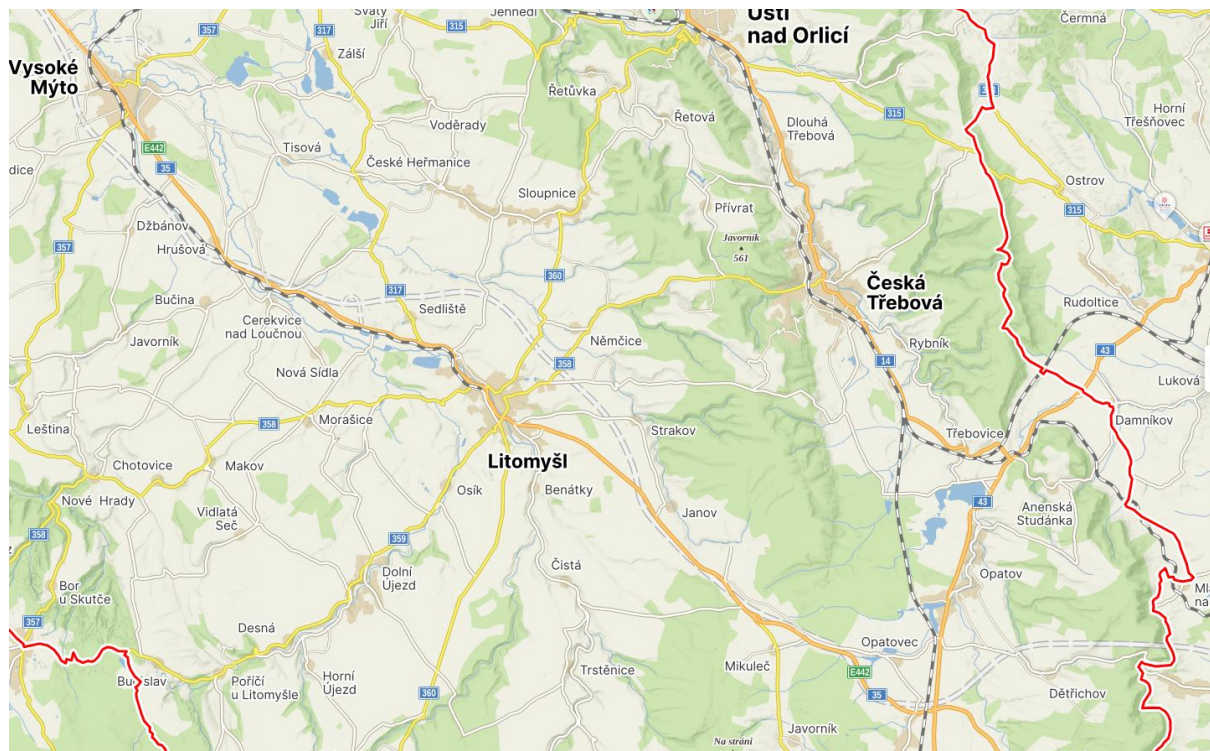 Svatý
Jiří
Jehnědí
Ústí
nad Orlicí
Čermná
357
317
315
Zálší
Vysoké
Mýto
Řetůvka
Řetová
Horní
Třešňovec
Voděrady
315
Dlouhá
Třebová
E442
35
Tisová
České Heřmanice
Sloupnice
Ostrov
315
Přívrat
Džbánov
Hrušová
357
Javorník
561
360
Česká
Třebová
317
Bučina
Sedliště
Rudoltice
Cerekvice
nad Loučnou
Javorník
Němčice
Rybník
43
358
14
Nová Sídla
Luková
Morašice
Damníkov
358
Leština
Strakov
Třebovice
Litomyšl
Chotovice
Makov
Nové Hrady
Osík
Benátky
43
Anenská
Studánka
Vidlatá
Seč
Janov
358
359
Čistá
Dolní
Újezd
Opatov
Bor
u Skutče
357
Desná
Opatovec
Budislav
Poříčí
u Litomyšle
Horní
Újezd
Trstěnice
Mikuleč
E442
360
35
Dětřichov
Javorník
Na stráni